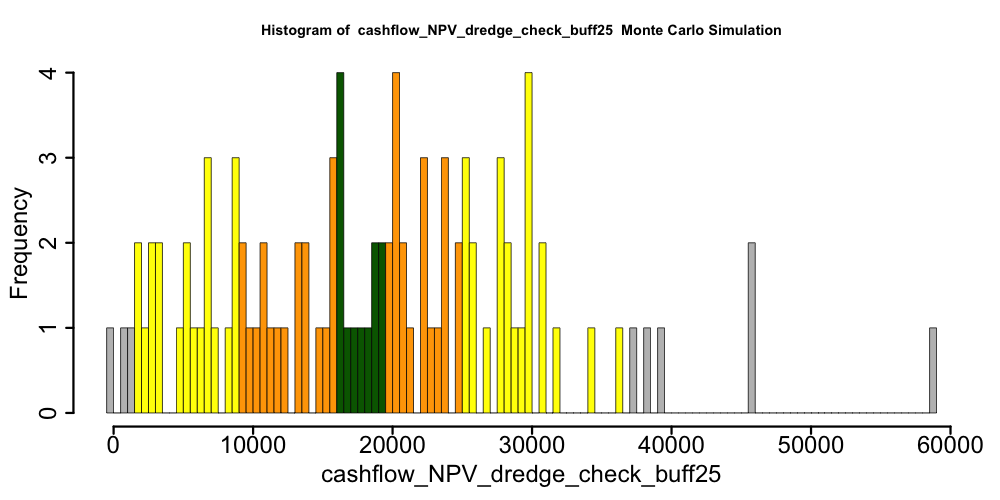 Histogram of  cashflow_NPV_dredge_check_buff25  Monte Carlo Simulation
Frequency
4
3
2
1
0
0 10000 20000 30000 40000 50000 60000
cashflow_NPV_dredge_check_buff25